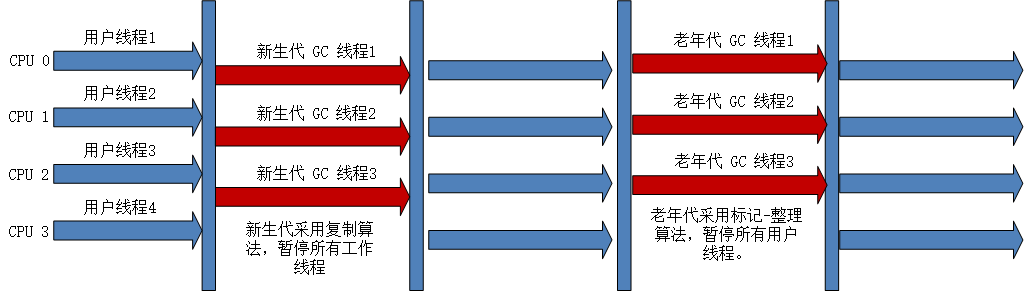 用户线程1
CPU 0
用户线程2
CPU 1
用户线程3
CPU 2
用户线程4
CPU 3
新生代 GC 线程1
新生代 GC 线程2
新生代 GC 线程3
新生代采用复制算
法，暂停所有工作
线程
老年代 GC 线程1
老年代 GC 线程2
老年代 GC 线程3
老年代采用标记-整理
算法，暂停所有用户
线程。